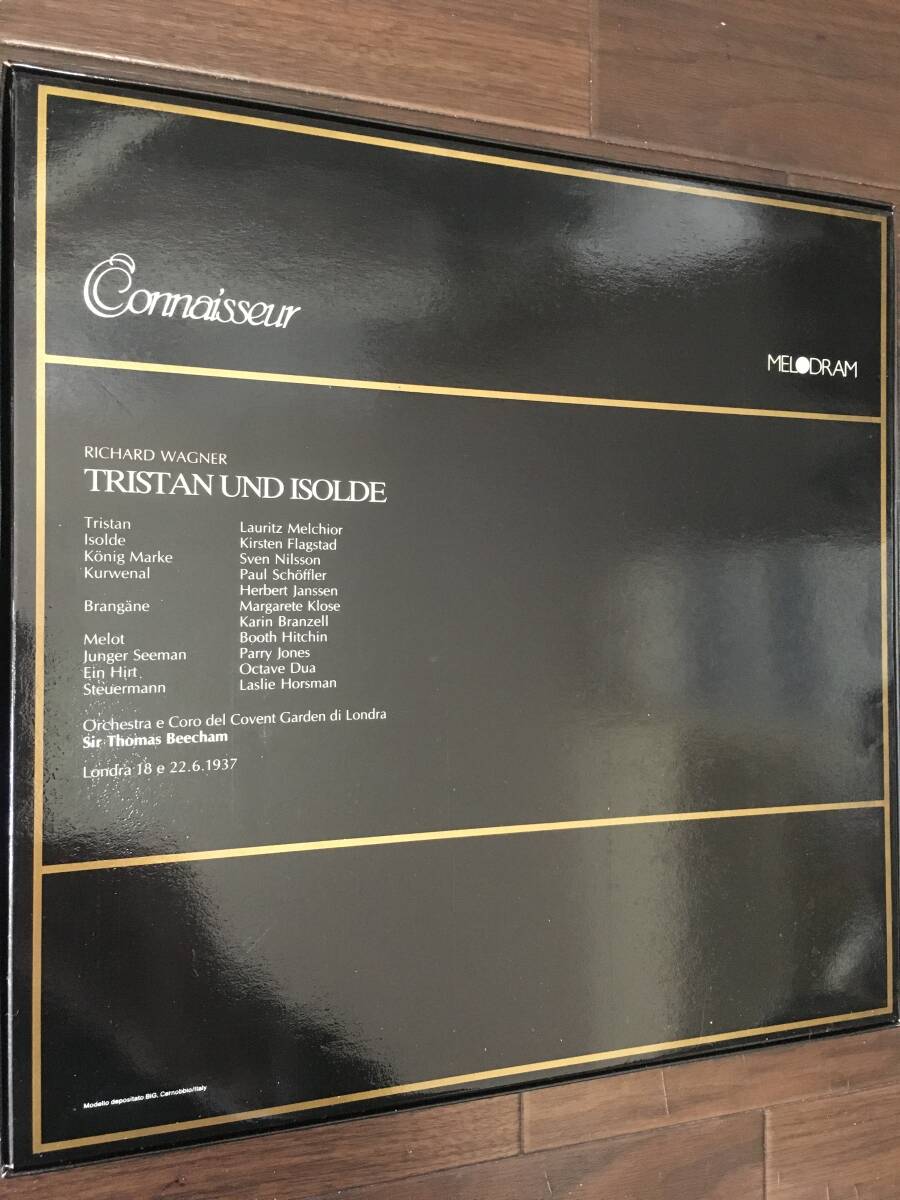 Connaisseur
MELODRAM
RICHARD WAGNER
TRISTAN UND ISOLDE
Tristan Lauritz Melchior
Isolde Kirsten Flagstad
König Marke Sven Nilsson
Kurwenal Paul Schöffler
Herbert Janssen
Brangäne Margarete Klose
Karin Branzell
Melot Booth Hitchin
Junger Seeman Parry Jones
Ein Hirt Octave Dua
Steuermann Laslie Horsman
Orchestra e Coro del Covent Garden di Londra
Sir Thomas Beecham
Londra 18 e 22.6.1937
Modello depositato BIG. Cernobbio/Italy